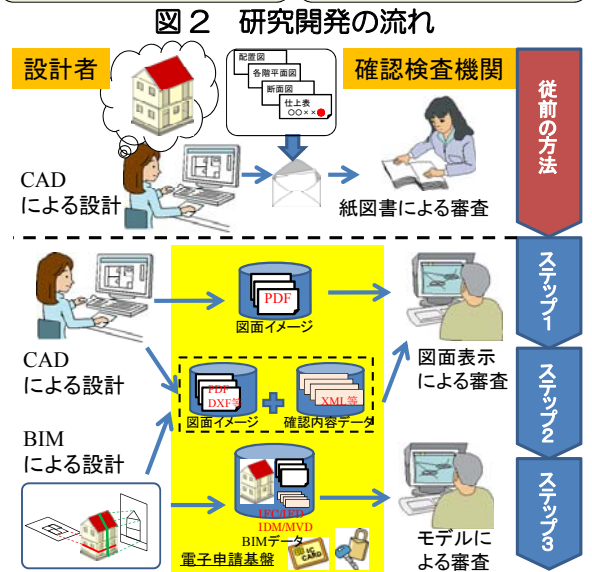 図２　研究開発の流れ
設計者
配置図
各階平面図
断面図
仕上表
○○××
確認検査機関
従前の方法
CAD
による設計
紙図書による審査
PDF
図面イメージ
ステップ1
CAD
による設計
図面表示
による審査
PDF
DXF等
図面イメージ
XML等
確認内容データ
ステップ2
BIM
による設計
IFC/IFD
IDM/MVD
BIMデータ
電子申請基盤
IC
CARD
モデルに
よる審査
ステップ3